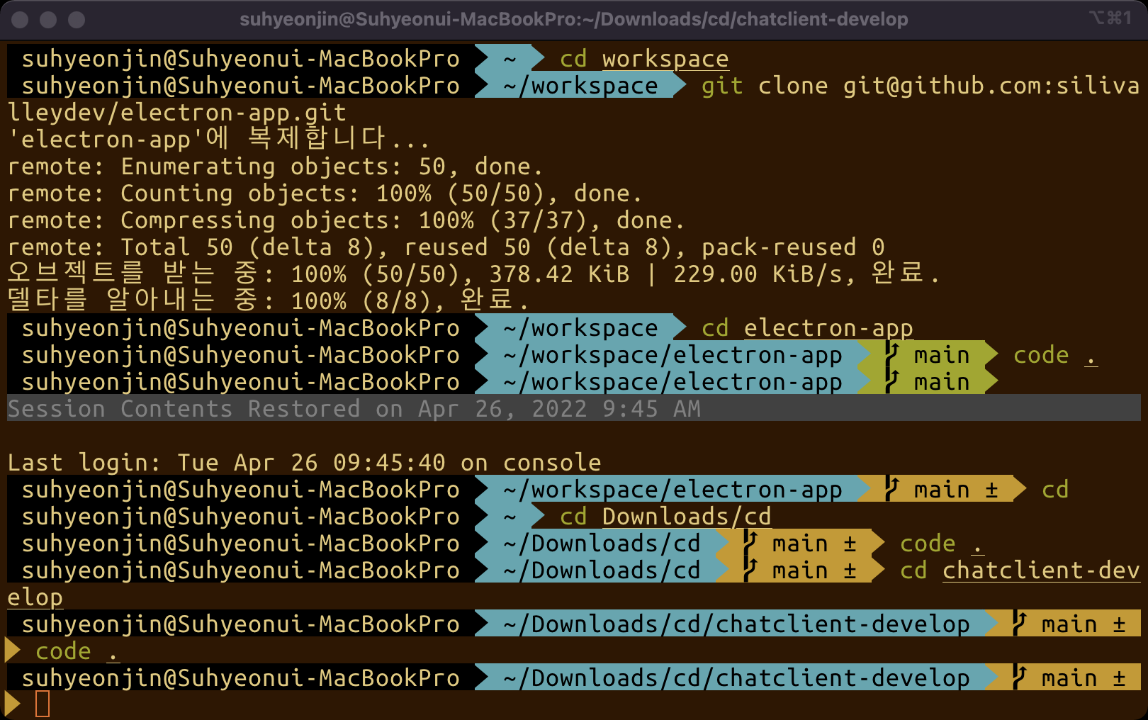 suhyeonjin@Suhyeonui-MacBookPro:~/Downloads/cd/chatclient-develop ⌥⌘1
suhyeonjin@Suhyeonui-MacBookPro ~ cd workspace
suhyeonjin@Suhyeonui-MacBookPro ~/workspace git clone git@github.com:siliva
lleydev/electron-app.git
'electron-app'에 복제합니다...
remote: Enumerating objects: 50, done.
remote: Counting objects: 100% (50/50), done.
remote: Compressing objects: 100% (37/37), done.
remote: Total 50 (delta 8), reused 50 (delta 8), pack-reused 0
오브젝트를 받는 중: 100% (50/50), 378.42 KiB | 229.00 KiB/s, 완료.
델타를 알아내는 중: 100% (8/8), 완료.
suhyeonjin@Suhyeonui-MacBookPro ~/workspace cd electron-app
suhyeonjin@Suhyeonui-MacBookPro ~/workspace/electron-app main code .
suhyeonjin@Suhyeonui-MacBookPro ~/workspace/electron-app main
Session Contents Restored on Apr 26, 2022 9:45 AM
Last login: Tue Apr 26 09:45:40 on console
suhyeonjin@Suhyeonui-MacBookPro ~/workspace/electron-app main ± cd
suhyeonjin@Suhyeonui-MacBookPro ~ cd Downloads/cd
suhyeonjin@Suhyeonui-MacBookPro ~/Downloads/cd main ± code .
suhyeonjin@Suhyeonui-MacBookPro ~/Downloads/cd main ± cd chatclient-dev
elop
suhyeonjin@Suhyeonui-MacBookPro ~/Downloads/cd/chatclient-develop main ±
code .
suhyeonjin@Suhyeonui-MacBookPro ~/Downloads/cd/chatclient-develop main ±